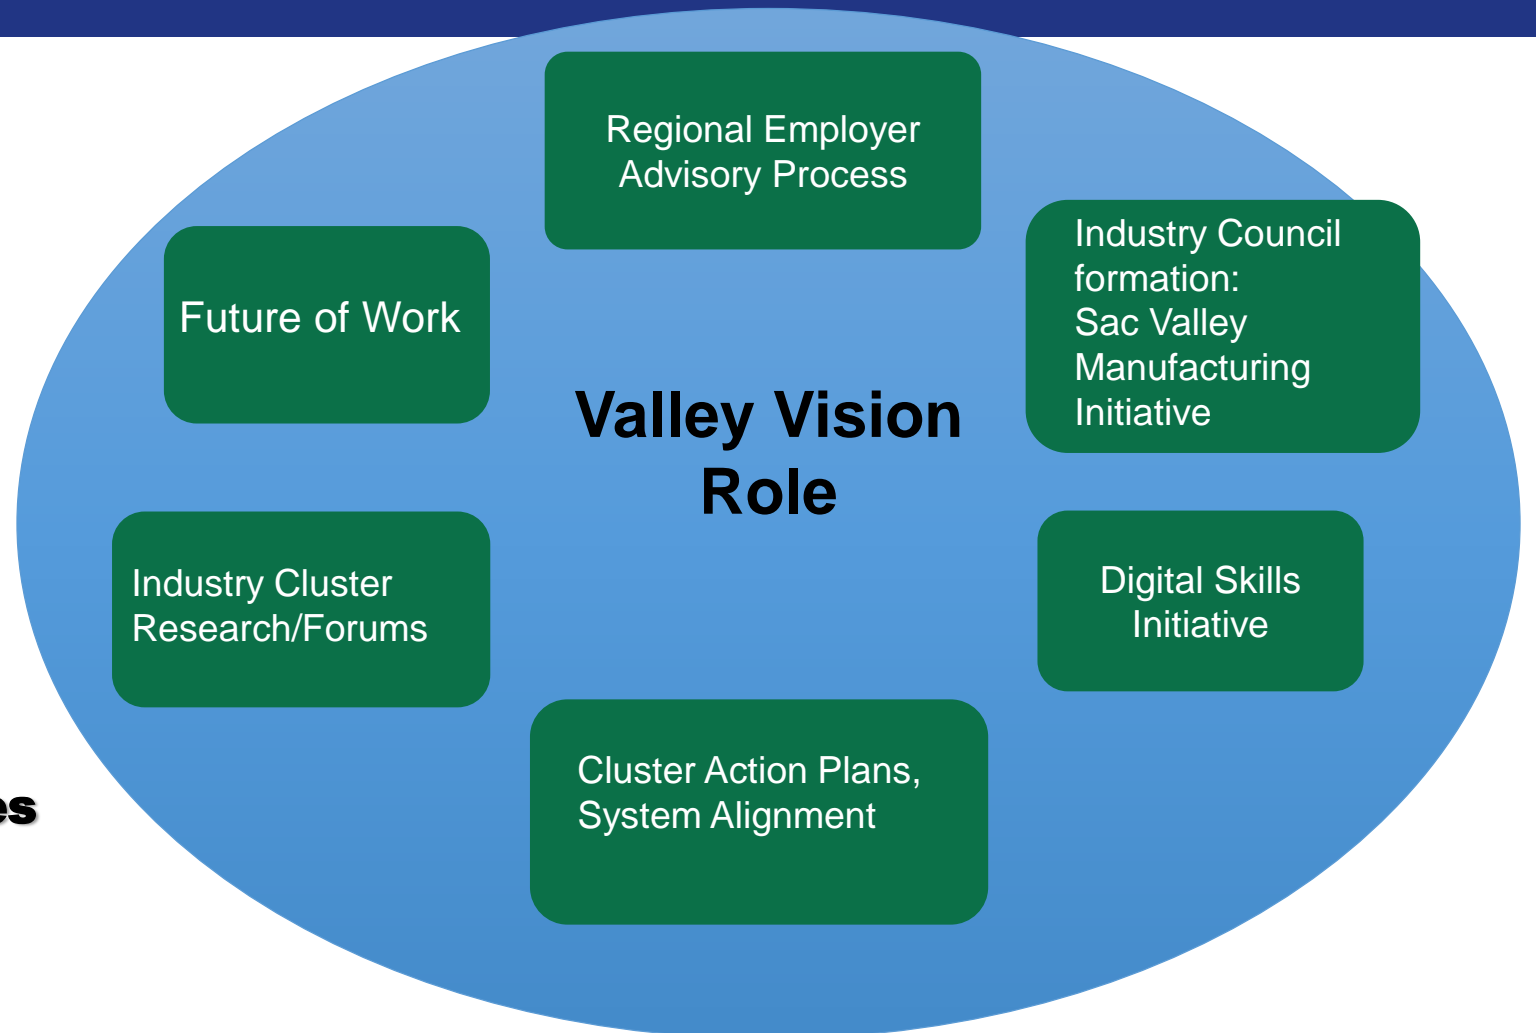 Regional Employer
Advisory Process
Industry Council
formation:
Sac Valley
Manufacturing
Initiative
Future of Work
Valley Vision
Role
Industry Cluster
Research/Forums
Digital Skills
Initiative
Cluster Action Plans,
System Alignment